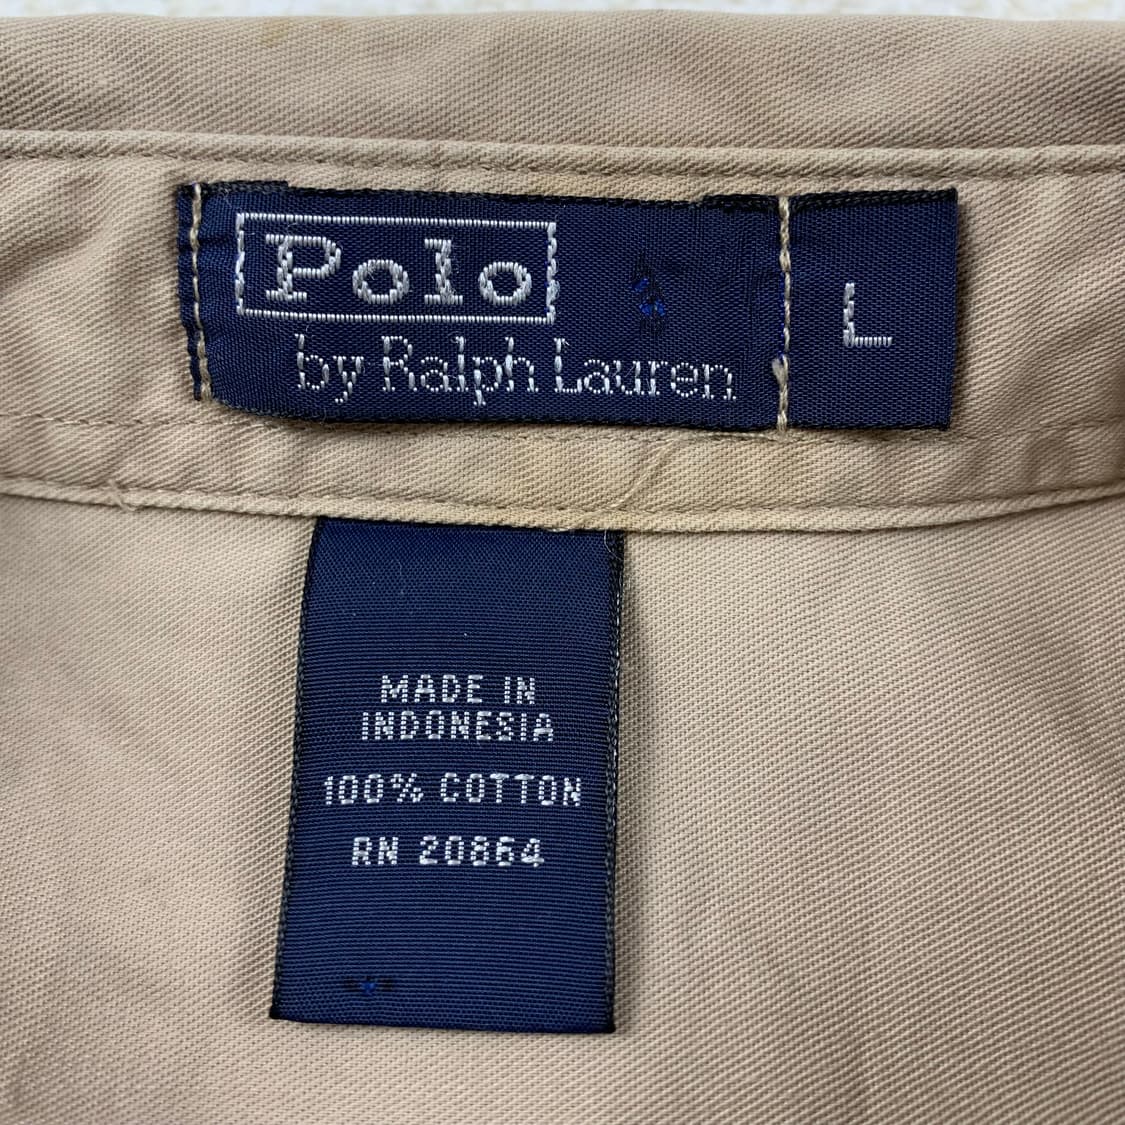 Polo
by Ralph Lauren
L
MADE IN
INDONESIA
100% COTTON
RN 20864